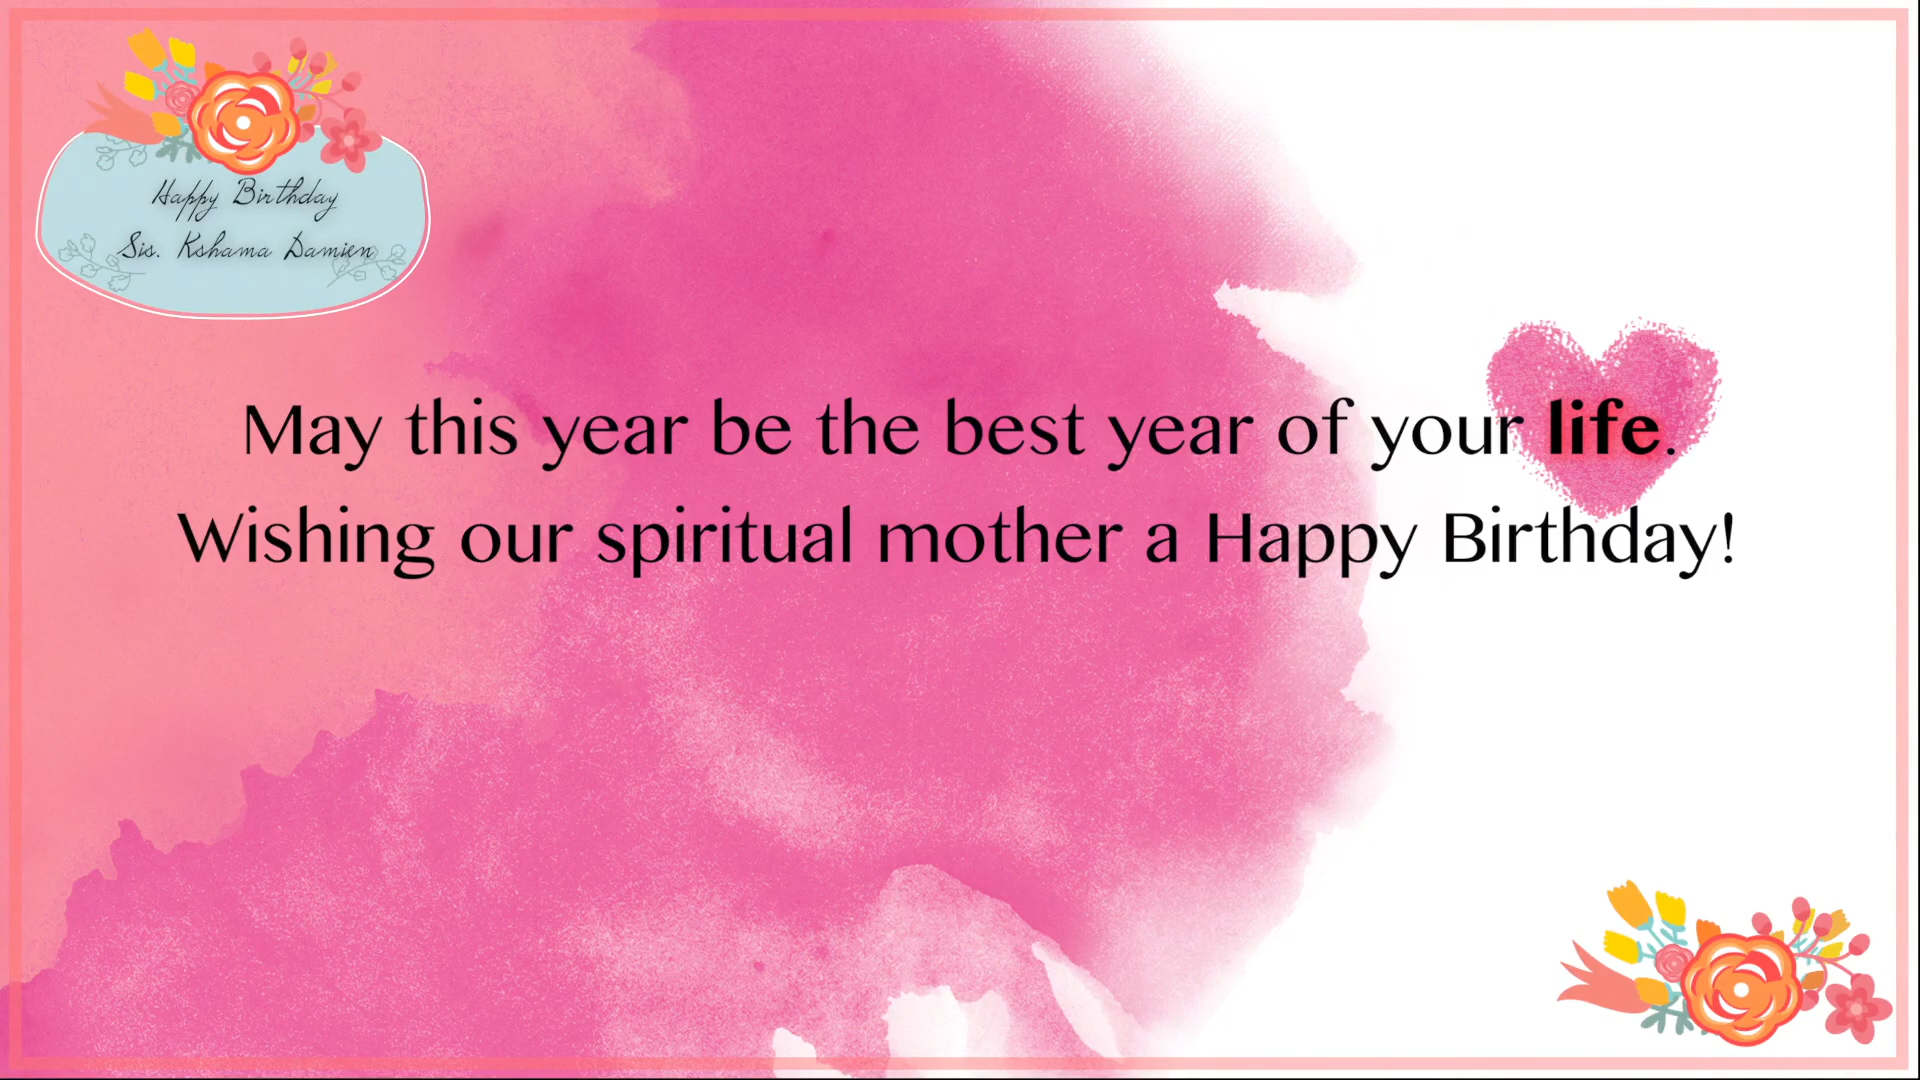 Happy Birthday
Sis. Kshama Damien
May this year be the best year of your life.
Wishing our spiritual mother a Happy Birthday!